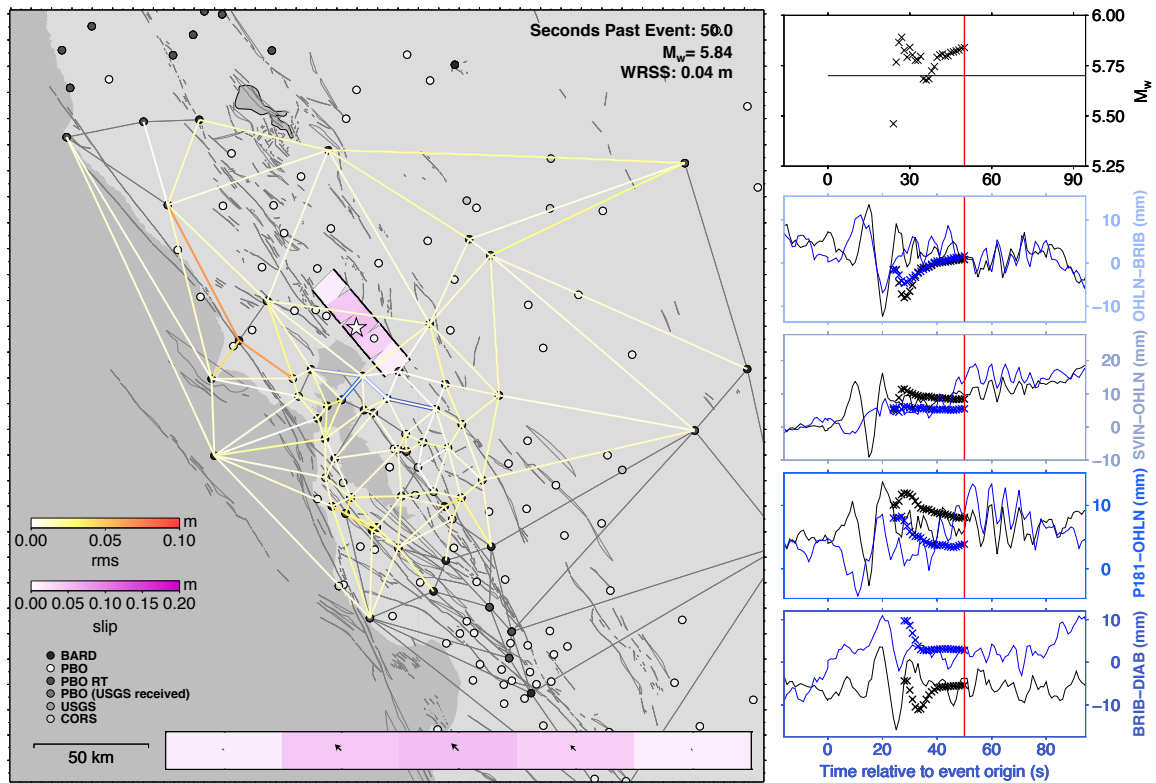 Seconds Past Event: 50.0
Mw= 5.84
WRSS: 0.04 m
m
0.00 0.05 0.10
rms
m
0.00 0.05 0.10 0.15 0.20
slip
BARD
PBO
PBO RT
PBO (USGS received)
USGS
CORS
50 km
6.00
5.75
5.50
5.25
Mw
0 30 60 90
10
0
−10
OHLN−BRIB (mm)
20
10
0
−10
SVIN−OHLN (mm)
10
0
P181−OHLN (mm)
10
0
−10
BRIB−DIAB (mm)
0 20 40 60 80
Time relative to event origin (s)